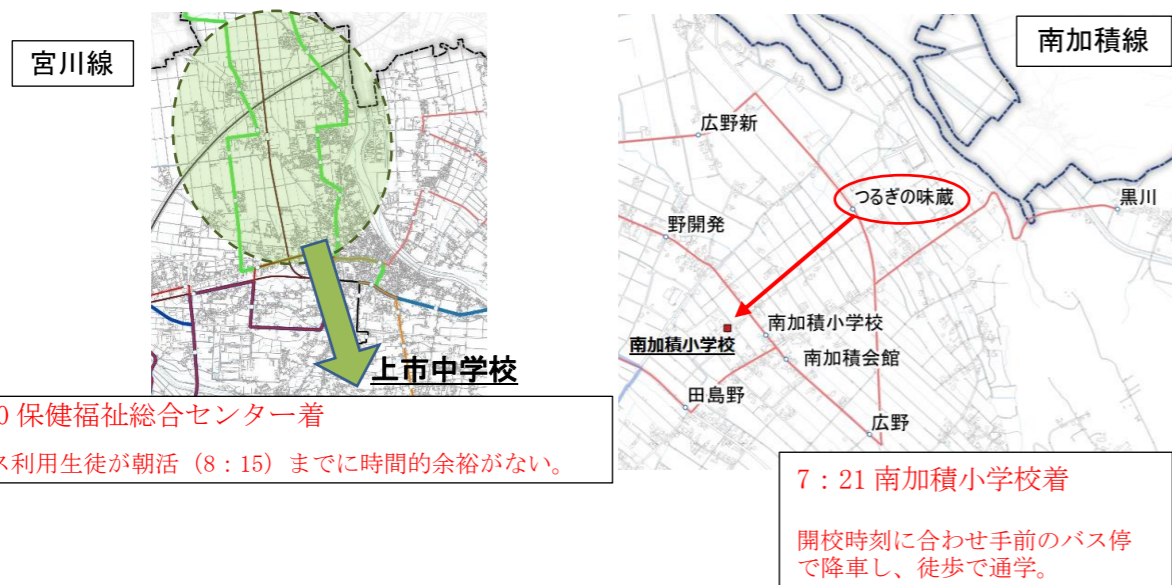 宮川線
上市中学校
0 保健福祉総合センター着
ス利用生徒が朝活（8：15）までに時間的余裕がない。
南加積線
広野新
つるぎの味蔵
黒川
野開発
南加積小学校
南加積小学校
南加積会館
田島野
広野
7：21 南加積小学校着
開校時刻に合わせ手前のバス停
で降車し、徒歩で通学。